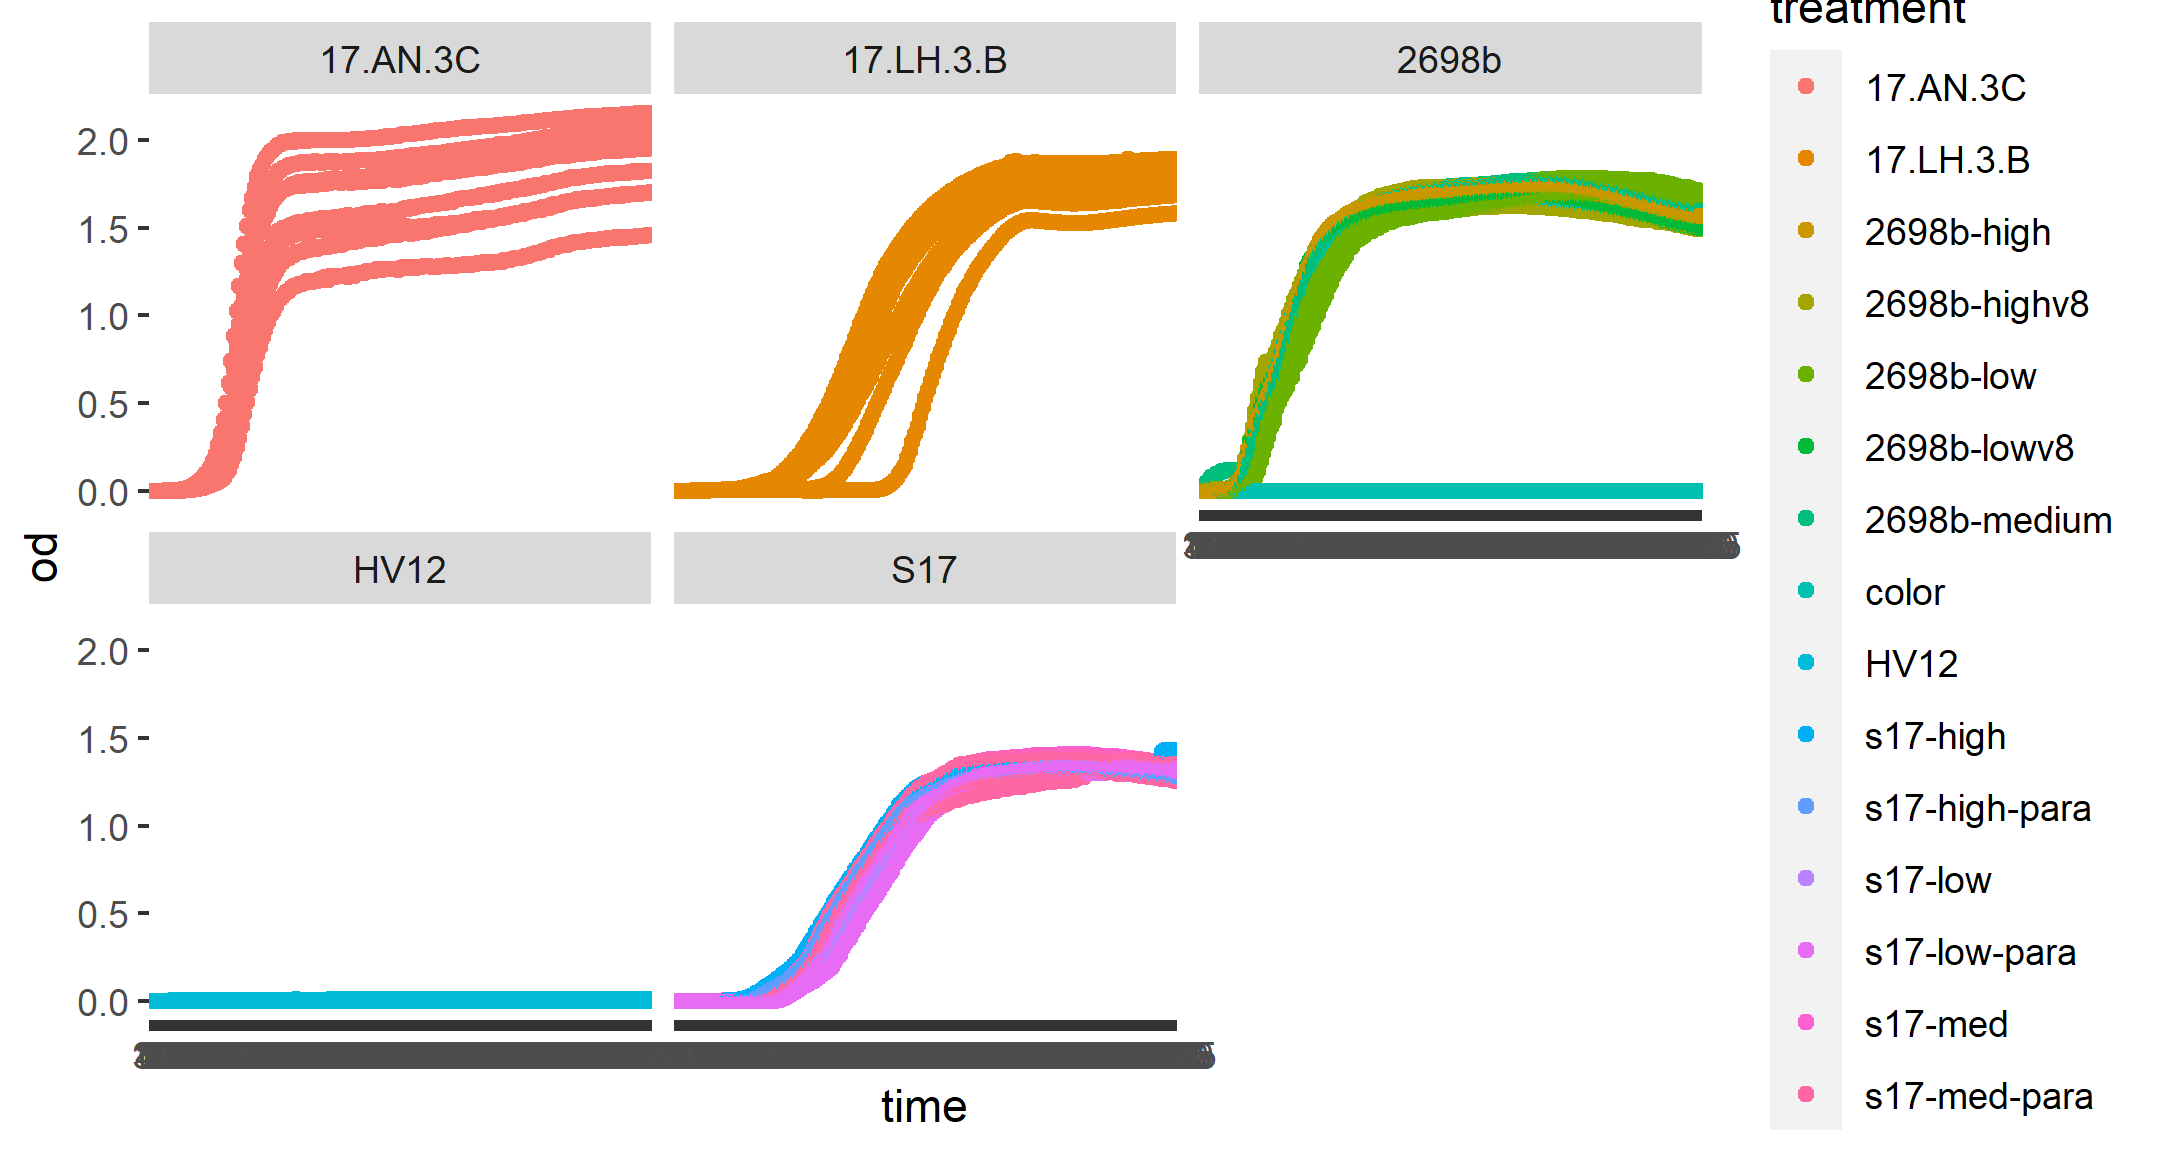 treatment
17.AN.3C
17.LH.3.B
2698b
2.0
1.5
1.0
0.5
0.0
od
HV12
S17
2.0
1.5
1.0
0.5
0.0
time
17.AN.3C
17.LH.3.B
2698b-high
2698b-highv8
2698b-low
2698b-lowv8
2698b-medium
color
HV12
s17-high
s17-high-para
s17-low
s17-low-para
s17-med
s17-med-para